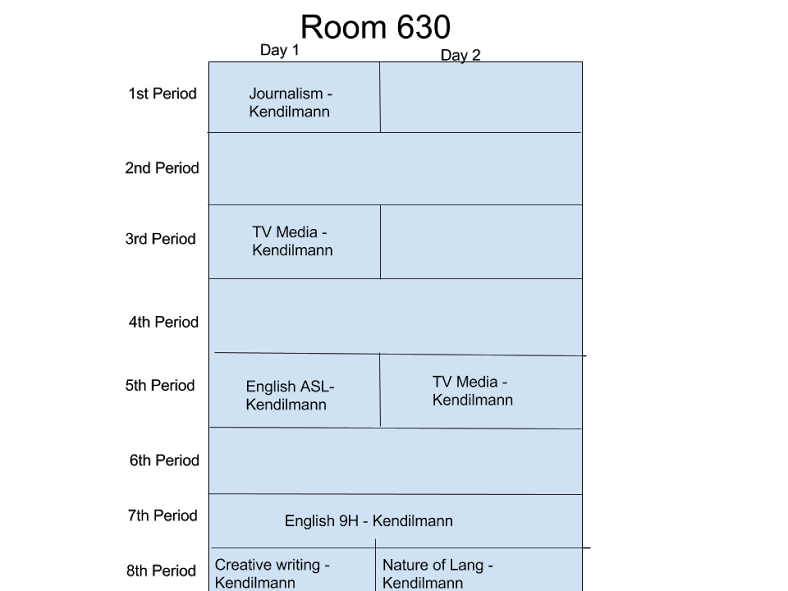 Room 630
Day 1
Day 2
1st Period
Journalism -
Kendilmann
2nd Period
3rd Period
TV Media -
Kendilmann
4th Period
5th Period
English ASL-
Kendilmann
TV Media -
Kendilmann
6th Period
7th Period
English 9H - Kendilmann
8th Period
Creative writing -
Kendilmann
Nature of Lang -
Kendilmann